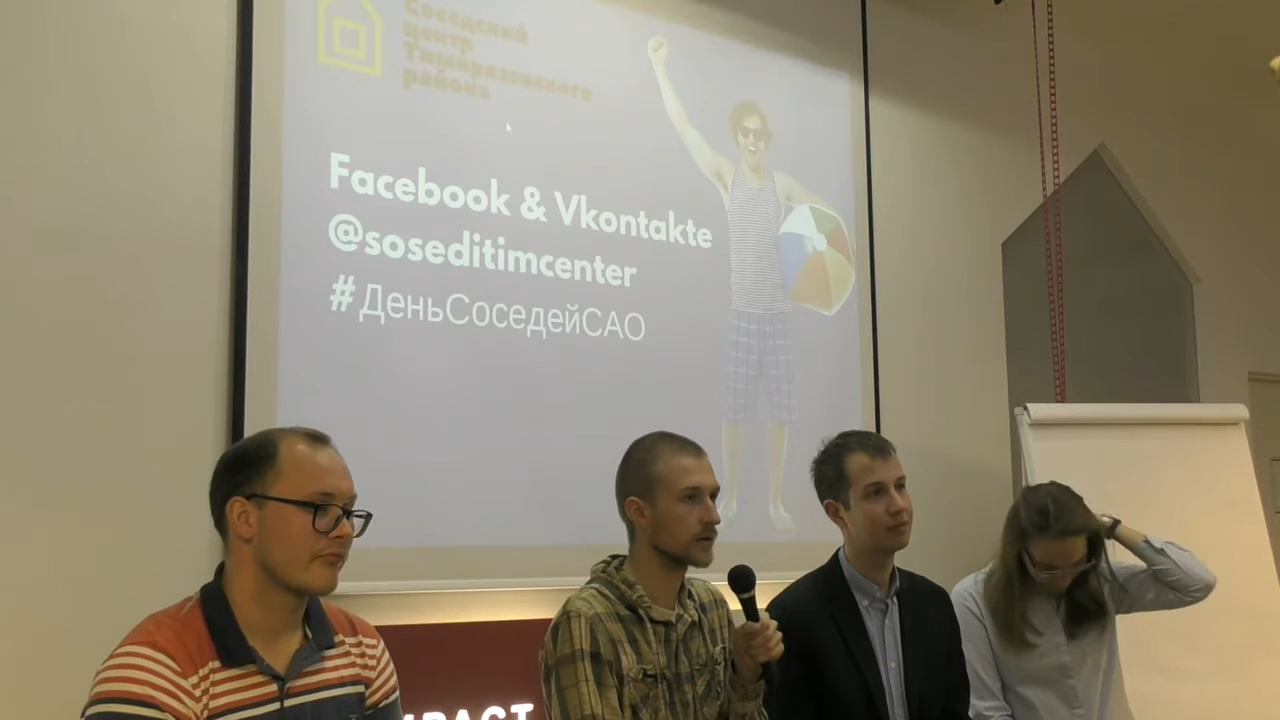 Соседский
центр
Тимирязевского
района
Facebook & Vkontakte
@soseditimcenter
#ДеньСоседейСАО